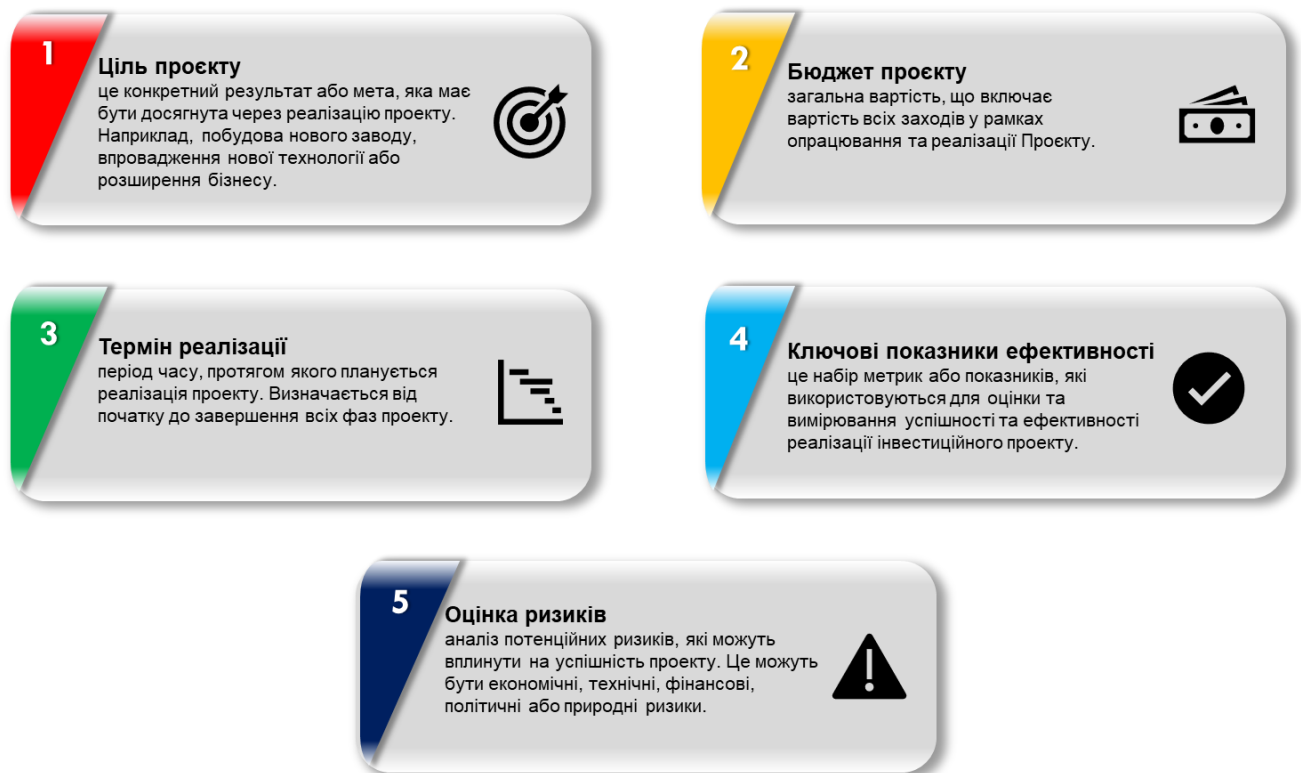 1
Ціль проєкту
це конкретний результат або мета, яка має
бути досягнута через реалізацію проекту.
Наприклад, побудова нового заводу,
впровадження нової технології або
розширення бізнесу.
2
Бюджет проєкту
загальна вартість, що включає
вартість всіх заходів у рамках
опрацювання та реалізації Проєкту.
3
Термін реалізації
період часу, протягом якого планується
реалізація проекту. Визначається від
початку до завершення всіх фаз проекту.
4
Ключові показники ефективності
це набір метрик або показників, які
використовуються для оцінки та
вимірювання успішності та ефективності
реалізації інвестиційного проекту.
5
Оцінка ризиків
аналіз потенційних ризиків, які можуть
вплинути на успішність проекту. Це можуть
бути економічні, технічні, фінансові,
політичні або природні ризики.